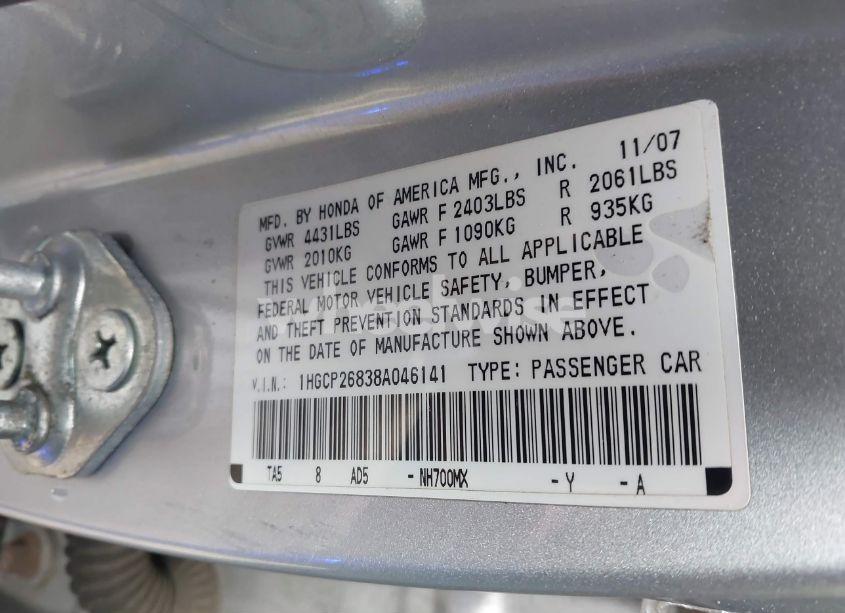 MFD. BY HONDA OF AMERICA MFG., INC. 11/07
GVWR 4431LBS GAWR F 2403LBS R 2061LBS
GVWR 2010KG GAWR F 1090KG R 935KG
THIS VEHICLE CONFORMS TO ALL APPLICABLE
FEDERAL MOTOR VEHICLE SAFETY, BUMPER,
AND THEFT PREVENTION STANDARDS IN EFFECT
ON THE DATE OF MANUFACTURE SHOWN ABOVE.
V.I.N.: 1HGCP26838A046141 TYPE: PASSENGER CAR
TA5 8 AD5 - NH700MX - Y - A